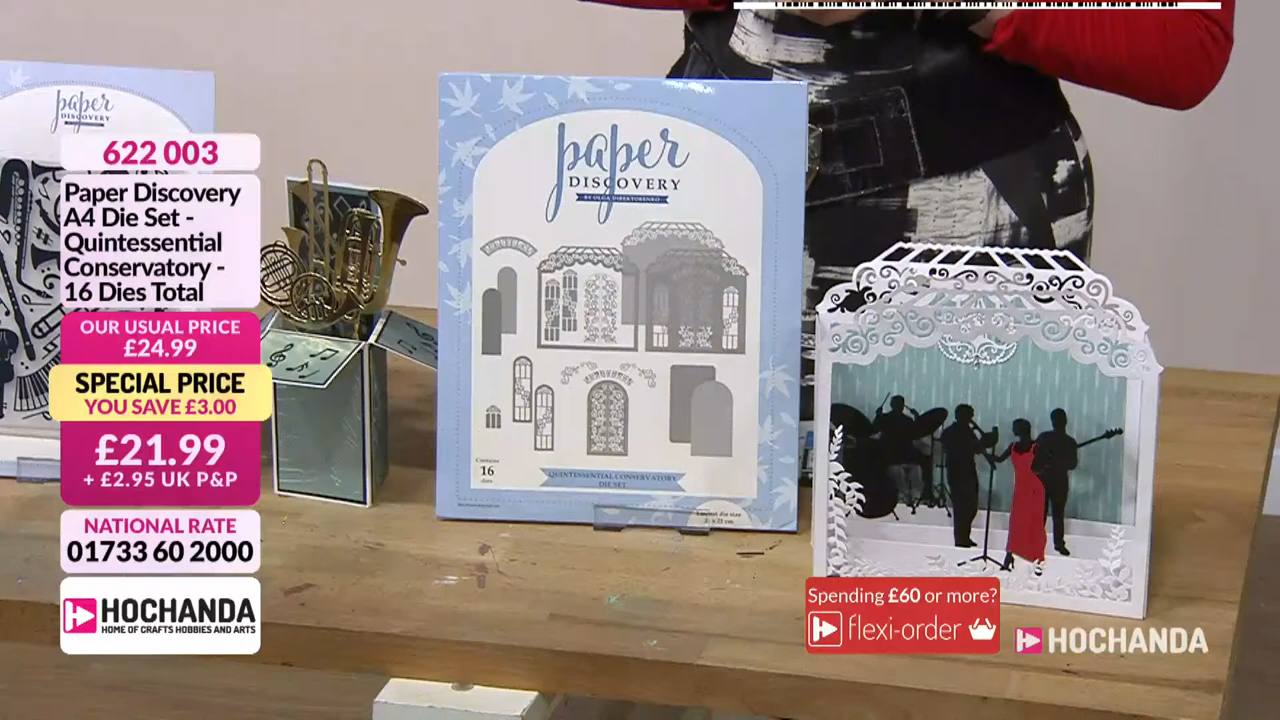 paper
DISCOVERY
622 003
Paper Discovery
A4 Die Set -
Quintessential
Conservatory -
16 Dies Total
OUR USUAL PRICE
£24.99
SPECIAL PRICE
YOU SAVE £3.00
£21.99
+ £2.95 UK P&P
NATIONAL RATE
01733 60 2000
HOCHANDA
HOME OF CRAFTS HOBBIES AND ARTS
paper
DISCOVERY
BY OLGA DIREKTORENKO
Contains
16
dies
QUINTESSENTIAL CONSERVATORY
DIE SET
Spending £60 or more?
flexi-order
HOCHANDA